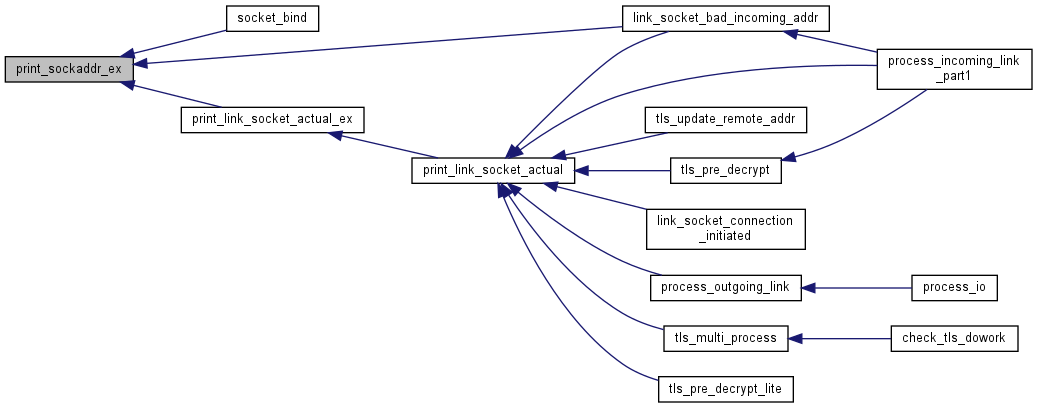 socket_bind
link_socket_bad_incoming_addr
print_sockaddr_ex
process_incoming_link
_part1
print_link_socket_actual_ex
tls_update_remote_addr
print_link_socket_actual
tls_pre_decrypt
link_socket_connection
_initiated
process_outgoing_link
process_io
tls_multi_process
check_tls_dowork
tls_pre_decrypt_lite